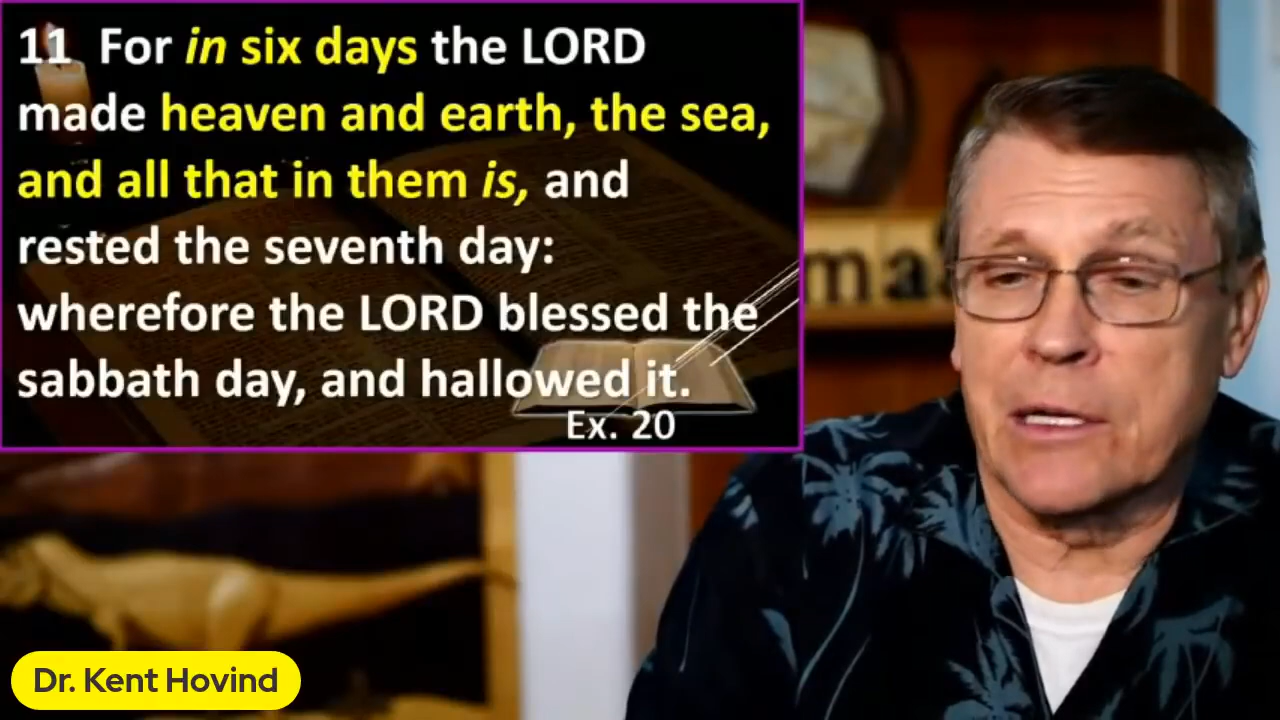 11 For in six days the LORD
made heaven and earth, the sea,
and all that in them is, and
rested the seventh day:
wherefore the LORD blessed the
sabbath day, and hallowed it.
Ex. 20
Dr. Kent Hovind